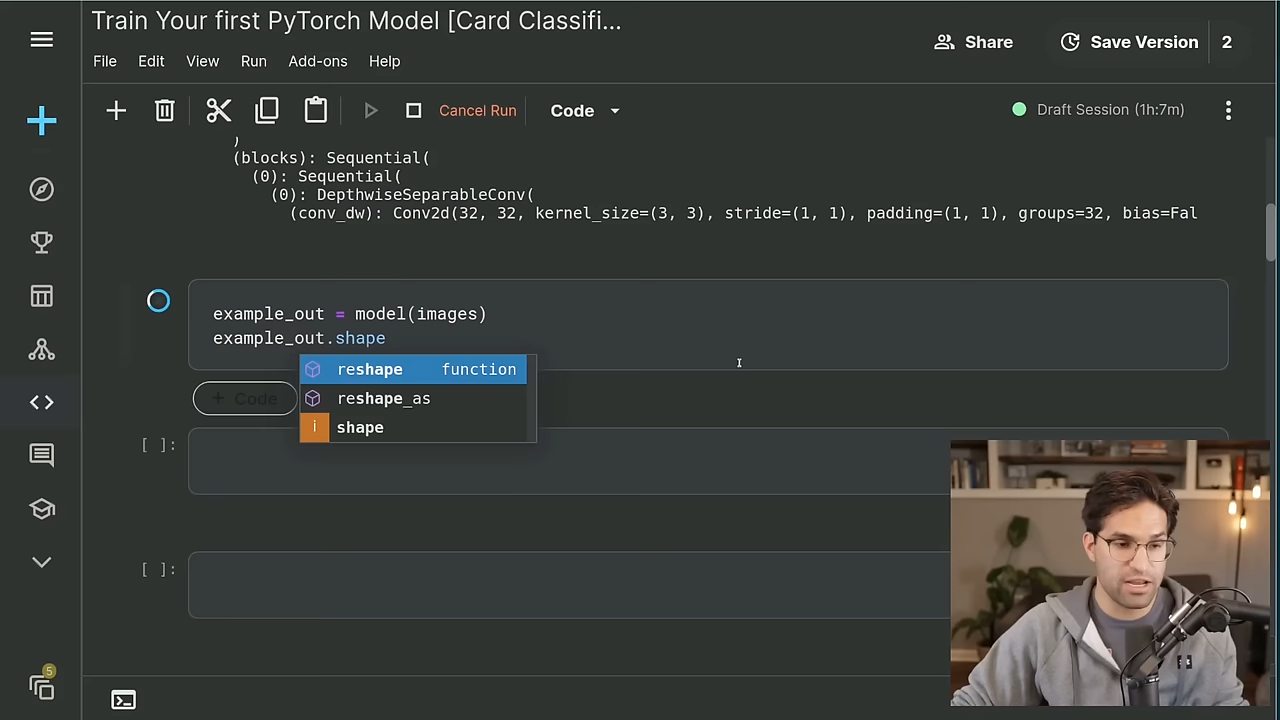 Train Your first PyTorch Model [Card Classifi...
File Edit View Run Add-ons Help
Share
Save Version 2
Cancel Run
Code
Draft Session (1h:7m)
)
(blocks): Sequential(
(0): Sequential(
(0): DepthwiseSeparableConv(
(conv_dw): Conv2d(32, 32, kernel_size=(3, 3), stride=(1, 1), padding=(1, 1), groups=32, bias=Fal
example_out = model(images)
example_out.shape
reshape function
reshape_as
i shape
+ Code
[ ]:
[ ]:
5